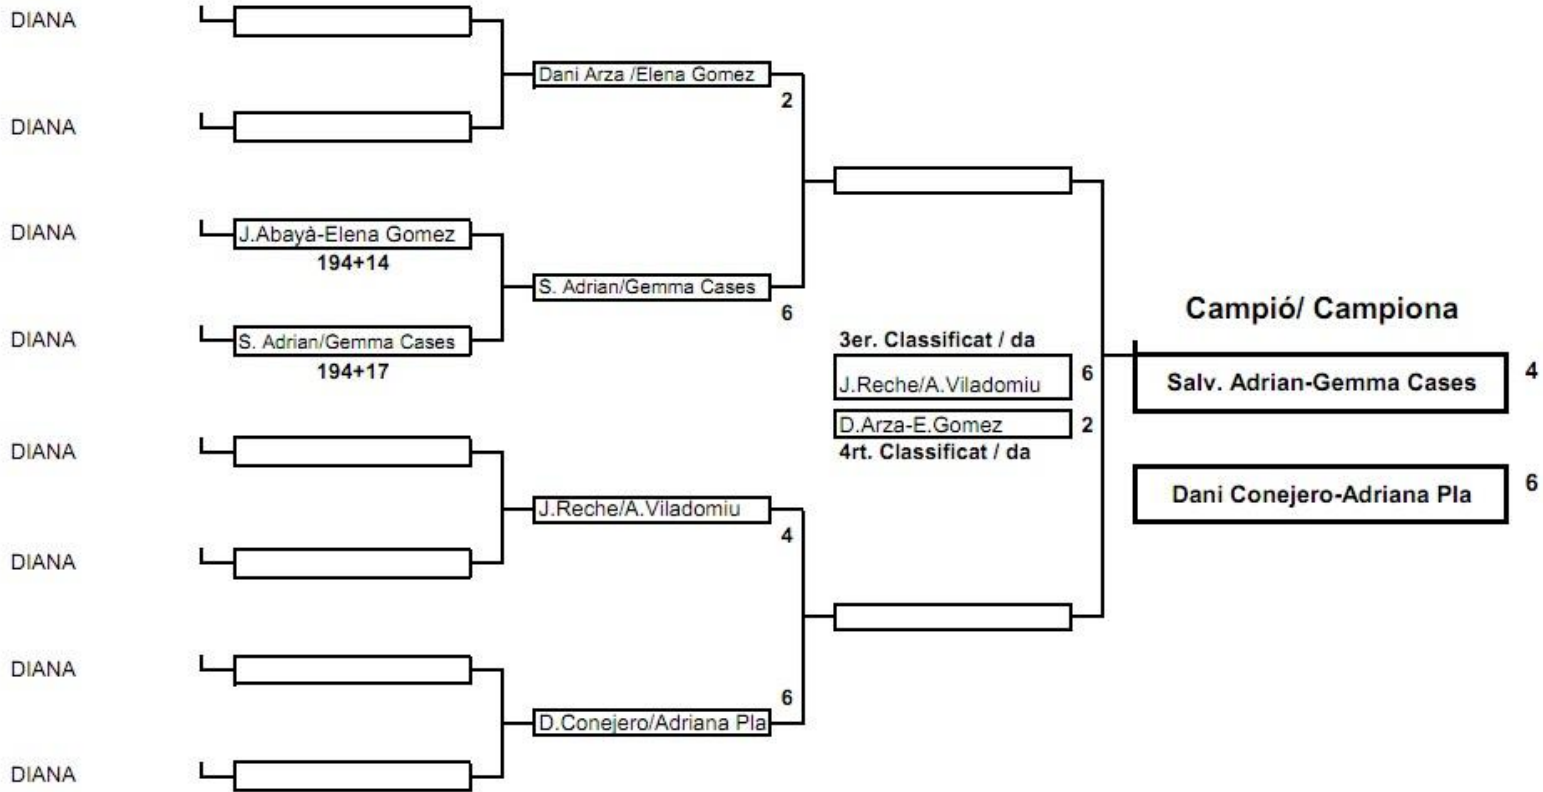 DIANA
Dani Arza /Elena Gomez
2
DIANA
DIANA
J.Abayà-Elena Gomez
194+14
S. Adrian/Gemma Cases
6
DIANA
S. Adrian/Gemma Cases
194+17
3er. Classificat / da
J.Reche/A.Viladomiu
6
D.Arza-E.Gomez
2
4rt. Classificat / da
Campió/ Campiona
Salv. Adrian-Gemma Cases
4
Dani Conejero-Adriana Pla
6
DIANA
J.Reche/A.Viladomiu
4
DIANA
DIANA
6
D.Conejero/Adriana Pla
DIANA